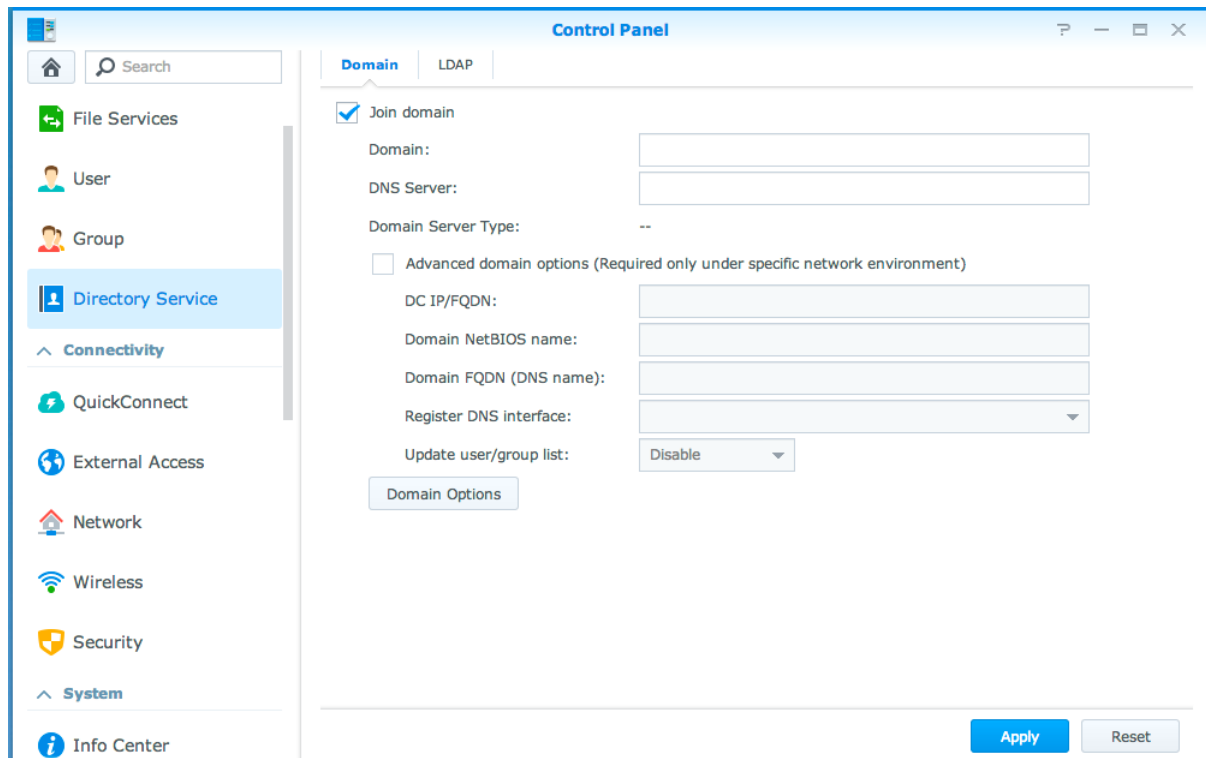 Control Panel
Search
Domain LDAP
File Services
User
Group
Directory Service
Connectivity
QuickConnect
External Access
Network
Wireless
Security
System
Info Center
Join domain
Domain:
DNS Server:
Domain Server Type: --
Advanced domain options (Required only under specific network environment)
DC IP/FQDN:
Domain NetBIOS name:
Domain FQDN (DNS name):
Register DNS interface:
Update user/group list: Disable
Domain Options
Apply Reset